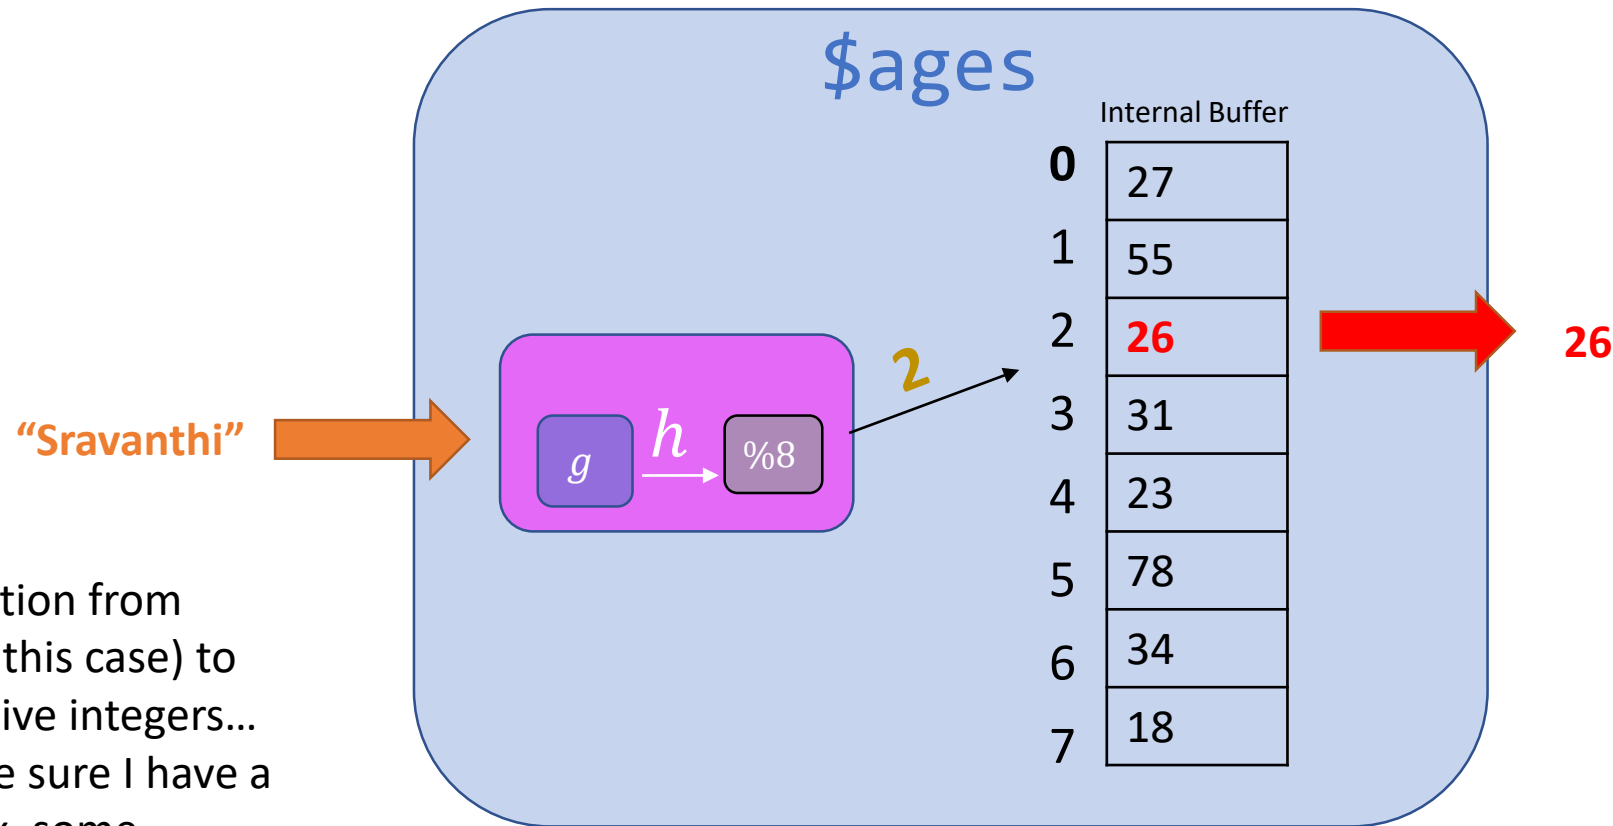 $ages
Internal Buffer
0 27
1 55
2 26
3 31
4 23
5 78
6 34
7 18
“Sravanthi”
g h %8
2
26
tion from
this case) to
ive integers…
e sure I have a